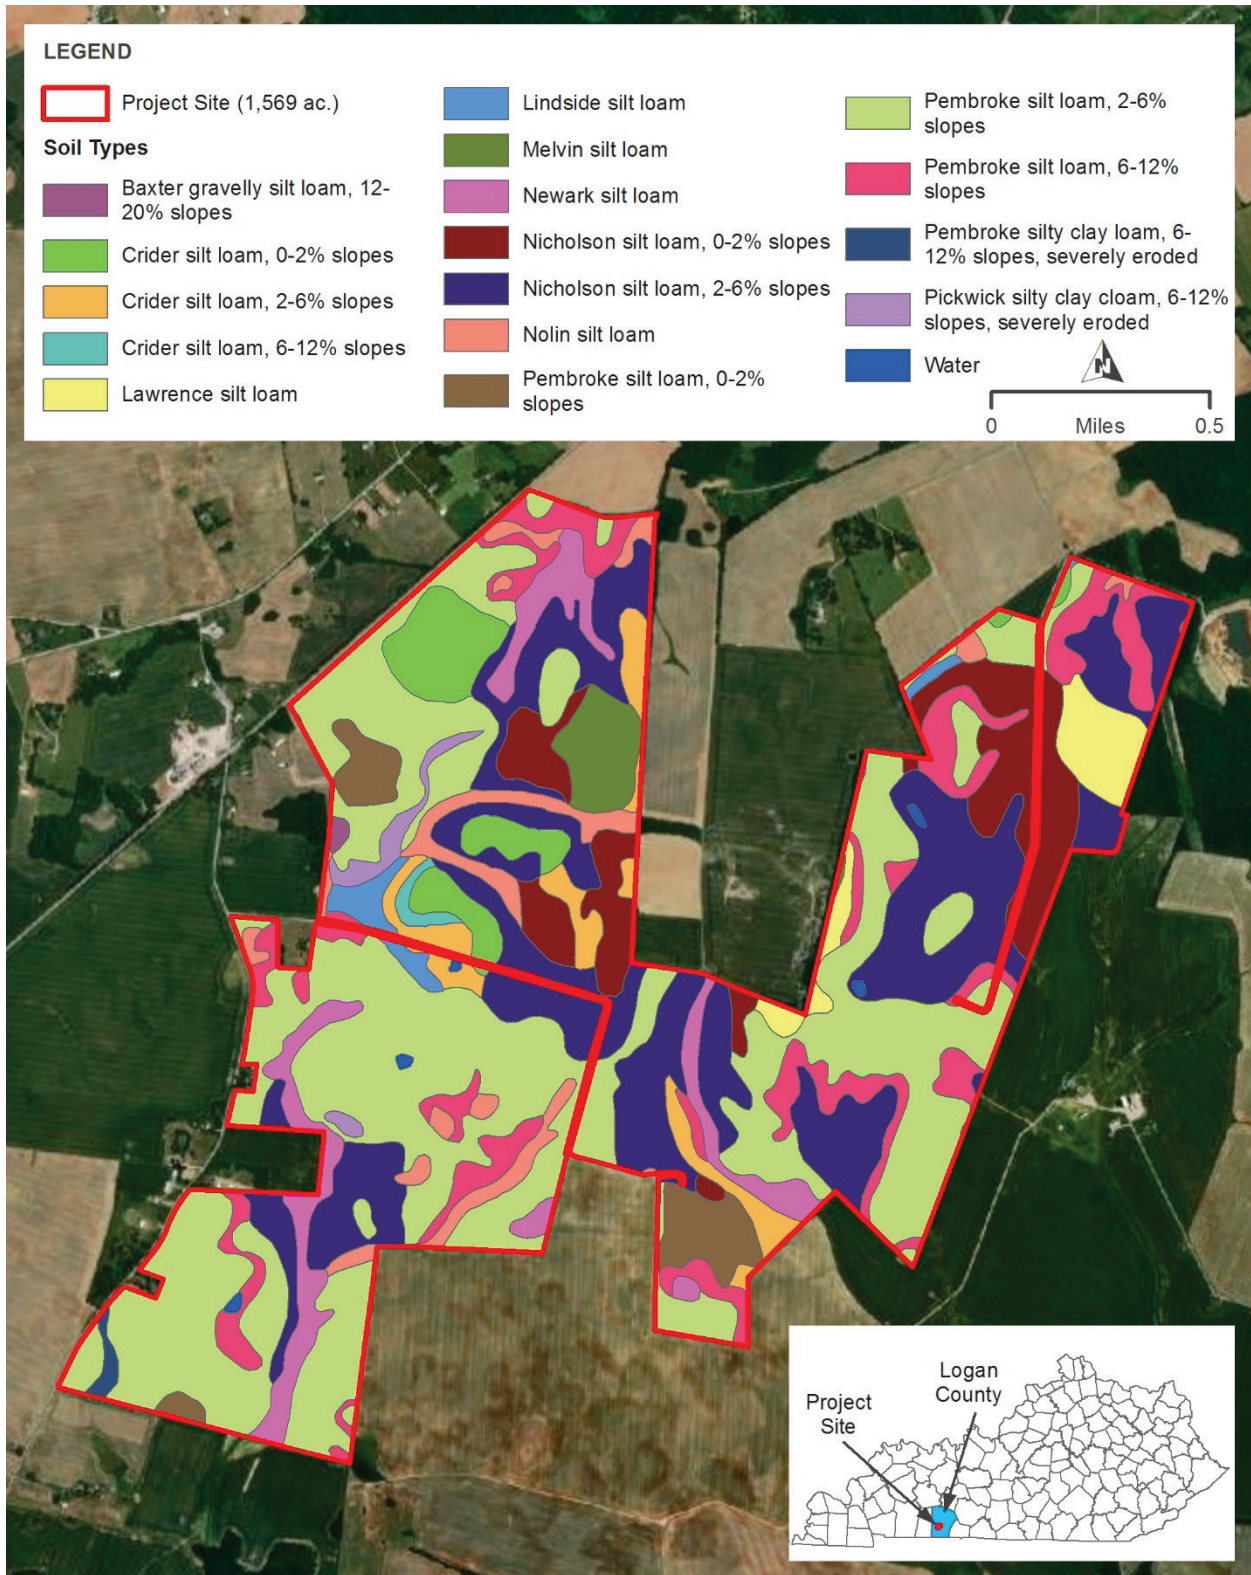 LEGEND
Project Site (1,569 ac.)
Soil Types
Baxter gravelly silt loam, 12-
20% slopes
Crider silt loam, 0-2% slopes
Crider silt loam, 2-6% slopes
Crider silt loam, 6-12% slopes
Lawrence silt loam
Lindside silt loam
Melvin silt loam
Newark silt loam
Nicholson silt loam, 0-2% slopes
Nicholson silt loam, 2-6% slopes
Nolin silt loam
Pembroke silt loam, 0-2%
slopes
Pembroke silt loam, 2-6%
slopes
Pembroke silt loam, 6-12%
slopes
Pembroke silty clay loam, 6-
12% slopes, severely eroded
Pickwick silty clay cloam, 6-12%
slopes, severely eroded
Water
N
0 Miles 0.5
Logan
County
Project
Site